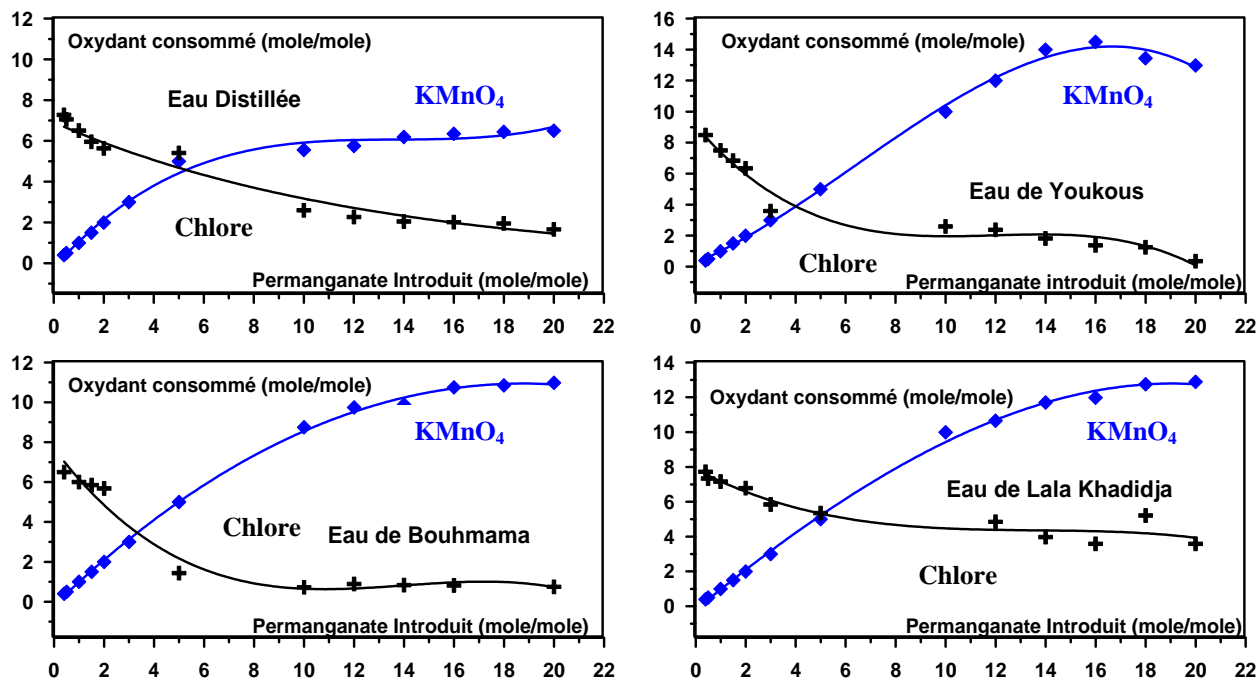 12
10
8
6
4
2
0
Oxydant consommé (mole/mole)
Eau Distillée
KMnO₄
Chlore
Permanganate Introduit (mole/mole)
0 2 4 6 8 10 12 14 16 18 20 22
16
14
12
10
8
6
4
2
0
Oxydant consommé (mole/mole)
KMnO₄
Eau de Youkous
Chlore
Permanganate introduit (mole/mole)
0 2 4 6 8 10 12 14 16 18 20 22
12
10
8
6
4
2
0
Oxydant consommé (mole/mole)
KMnO₄
Chlore
Eau de Bouhmama
Permanganate Introduit (mole/mole)
0 2 4 6 8 10 12 14 16 18 20 22
14
12
10
8
6
4
2
0
Oxydant consommé (mole/mole)
KMnO₄
Eau de Lala Khadidja
Chlore
Permanganate Introduit (mole/mole)
0 2 4 6 8 10 12 14 16 18 20 22